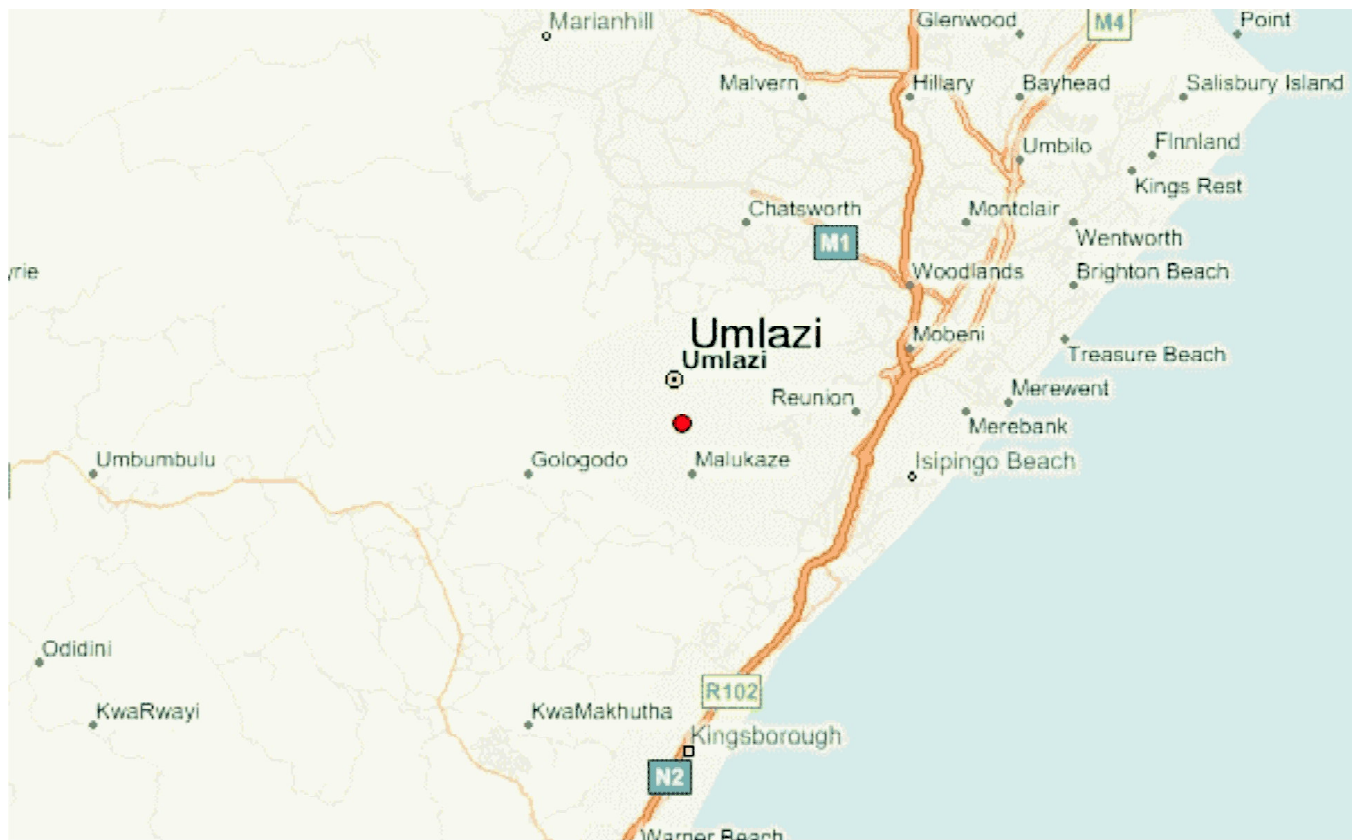 Marianhill
Glenwood
M4
Point
Malvern
Hillary
Bayhead
Salisbury Island
Umbilo
FInnland
Kings Rest
Chatsworth
Montclair
M1
Wentworth
yrie
Woodlands
Brighton Beach
Umlazi
Mobeni
Umlazi
Treasure Beach
Reunion
Merewent
Merebank
Umbumbulu
Gologodo
Malukaze
Isipingo Beach
Odidini
R102
KwaRwayi
KwaMakhutha
Kingsborough
N2
Warner Beach